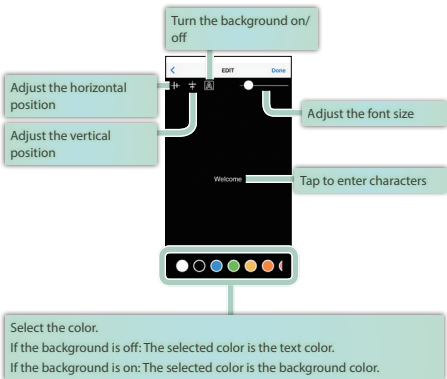 Turn the background on/
off
EDIT
Done
Adjust the horizontal
position
Adjust the font size
Adjust the vertical
position
Welcome
Tap to enter characters
Select the color.
If the background is off: The selected color is the text color.
If the background is on: The selected color is the background color.